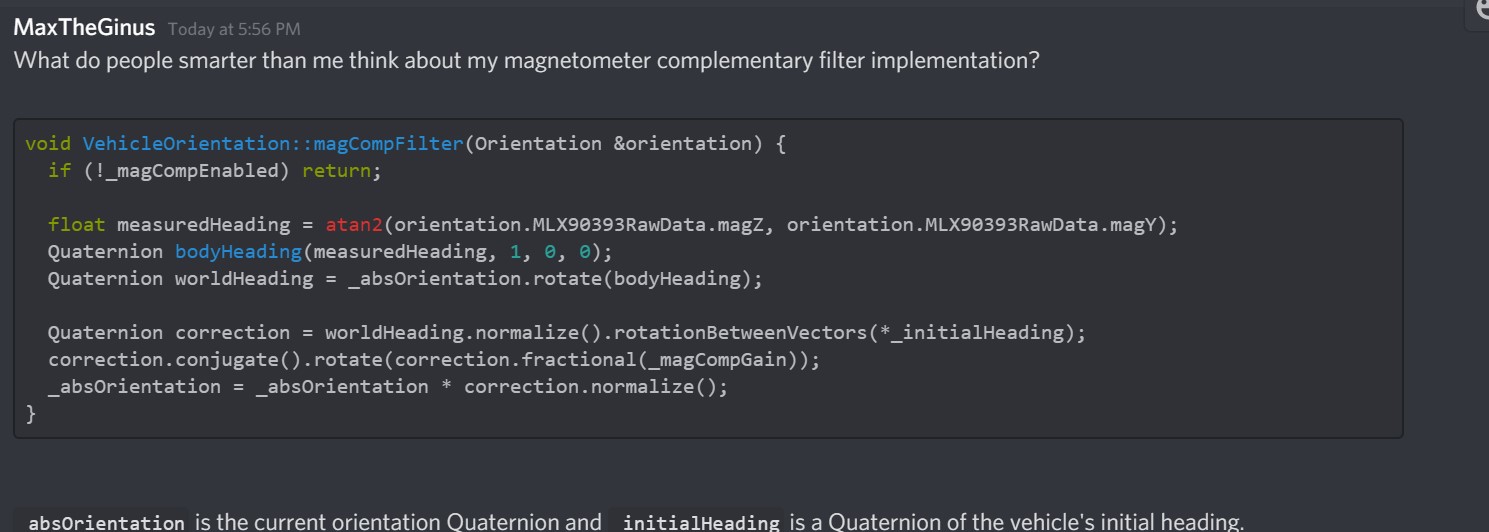 MaxTheGinus Today at 5:56 PM
What do people smarter than me think about my magnetometer complementary filter implementation?
void VehicleOrientation::magCompFilter(Orientation &orientation) {
  if (!_magCompEnabled) return;
  float measuredHeading = atan2(orientation.MLX90393RawData.magZ, orientation.MLX90393RawData.magY);
  Quaternion bodyHeading(measuredHeading, 1, 0, 0);
  Quaternion worldHeading = _absOrientation.rotate(bodyHeading);
  Quaternion correction = worldHeading.normalize().rotationBetweenVectors(*_initialHeading);
  correction.conjugate().rotate(correction.fractional(_magCompGain));
  _absOrientation = _absOrientation * correction.normalize();
}
absOrientation is the current orientation Quaternion and initialHeading is a Quaternion of the vehicle's initial heading.